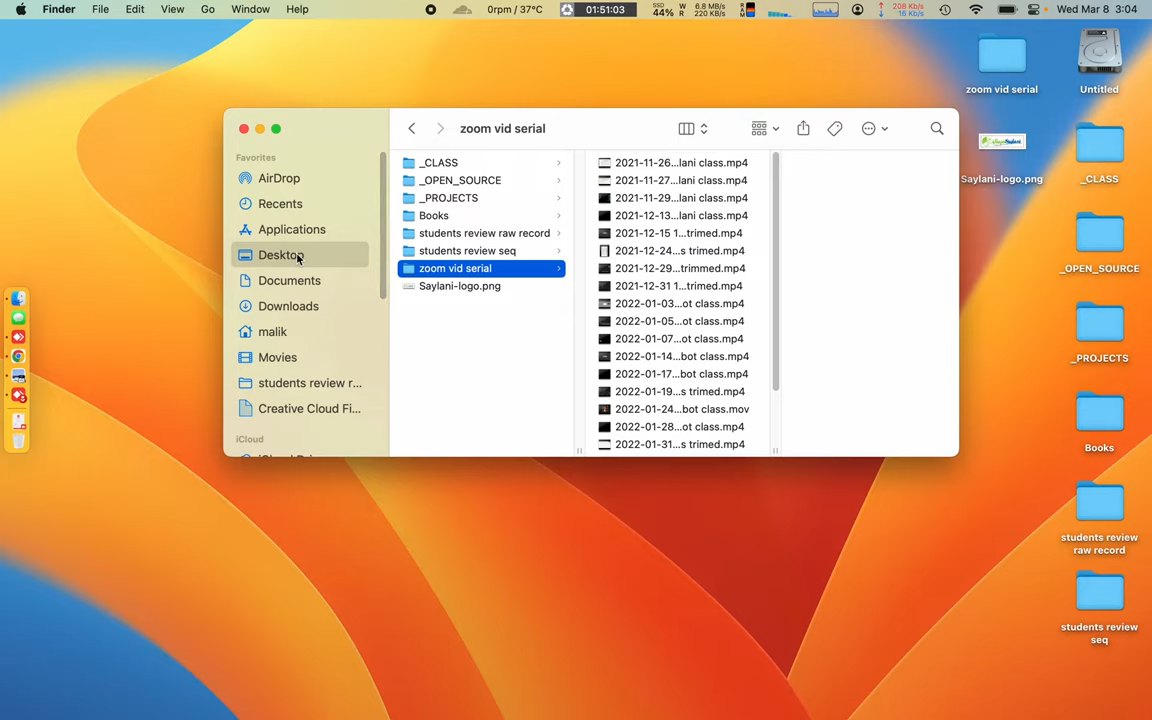 Finder File Edit View Go Window Help 0rpm / 37°C 01:51:03 SSD 44% W R 6.8 MB/s 220 KB/s RAM 208 Kb/s 16 Kb/s Wed Mar 8 3:04
zoom vid serial
Untitled
Saylani-logo.png
_CLASS
_OPEN_SOURCE
_PROJECTS
Books
students review
raw record
students review
seq
zoom vid serial
Favorites
AirDrop
Recents
Applications
Desktop
Documents
Downloads
malik
Movies
students review r...
Creative Cloud Fi...
iCloud
_CLASS
_OPEN_SOURCE
_PROJECTS
Books
students review raw record
students review seq
zoom vid serial
Saylani-logo.png
2021-11-26...lani class.mp4
2021-11-27...lani class.mp4
2021-11-29...lani class.mp4
2021-12-13...lani class.mp4
2021-12-15 1...trimed.mp4
2021-12-24...s trimed.mp4
2021-12-29...trimmed.mp4
2021-12-31 1...trimed.mp4
2022-01-03...ot class.mp4
2022-01-05...ot class.mp4
2022-01-07...ot class.mp4
2022-01-14...bot class.mp4
2022-01-17...bot class.mp4
2022-01-19...s trimed.mp4
2022-01-24...bot class.mov
2022-01-28...ot class.mp4
2022-01-31...s trimed.mp4